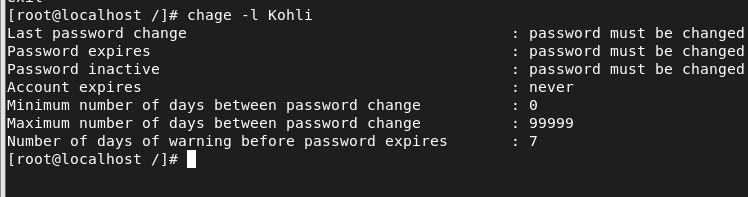 [root@localhost /]# chage -l Kohli
Last password change : password must be changed
Password expires : password must be changed
Password inactive : password must be changed
Account expires : never
Minimum number of days between password change : 0
Maximum number of days between password change : 99999
Number of days of warning before password expires : 7
[root@localhost /]#